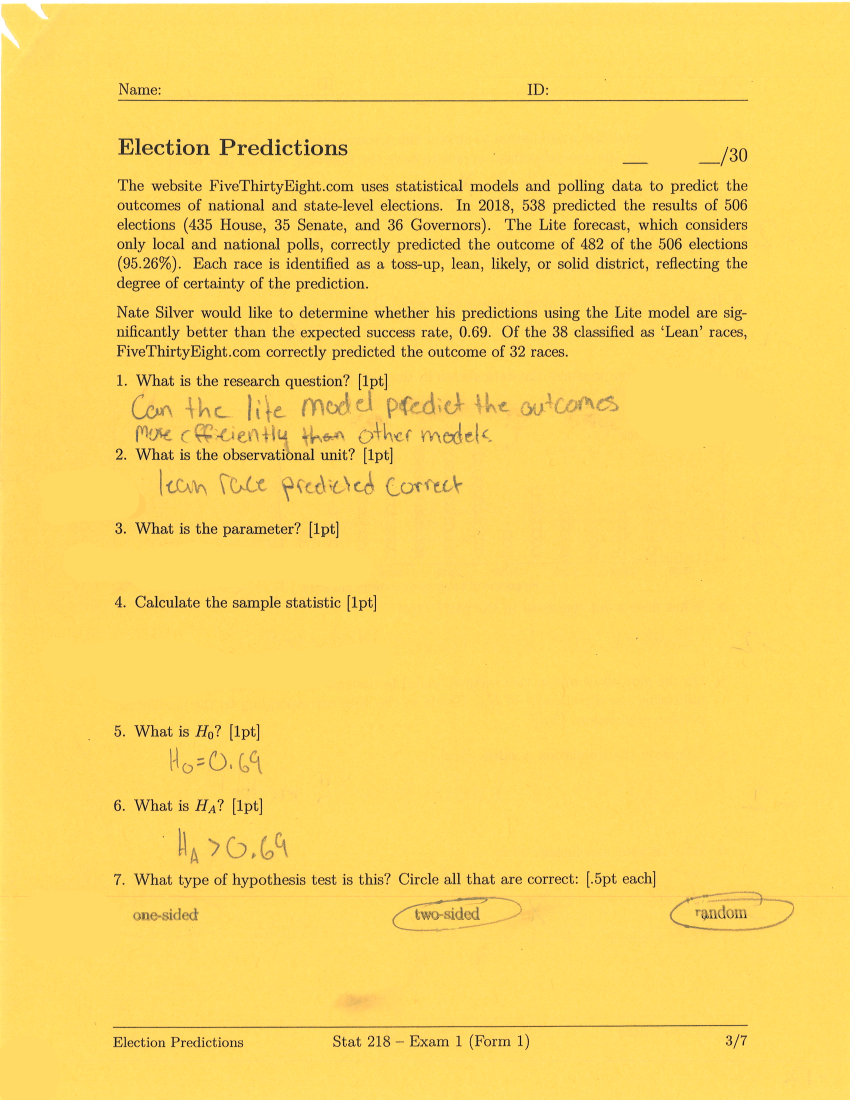 Name: ID:
Election Predictions
__ __/30
The website FiveThirtyEight.com uses statistical models and polling data to predict the
outcomes of national and state-level elections. In 2018, 538 predicted the results of 506
elections (435 House, 35 Senate, and 36 Governors). The Lite forecast, which considers
only local and national polls, correctly predicted the outcome of 482 of the 506 elections
(95.26%). Each race is identified as a toss-up, lean, likely, or solid district, reflecting the
degree of certainty of the prediction.
Nate Silver would like to determine whether his predictions using the Lite model are sig-
nificantly better than the expected success rate, 0.69. Of the 38 classified as ‘Lean’ races,
FiveThirtyEight.com correctly predicted the outcome of 32 races.
1. What is the research question? [1pt]
Can the lite model predict the outcomes
more efficiently than other models
2. What is the observational unit? [1pt]
lean race predicted correct
3. What is the parameter? [1pt]
4. Calculate the sample statistic [1pt]
5. What is H₀? [1pt]
H₀=0.69
6. What is H_A? [1pt]
H_A >0.69
7. What type of hypothesis test is this? Circle all that are correct: [.5pt each]
one-sided two-sided random
Election Predictions Stat 218 – Exam 1 (Form 1) 3/7